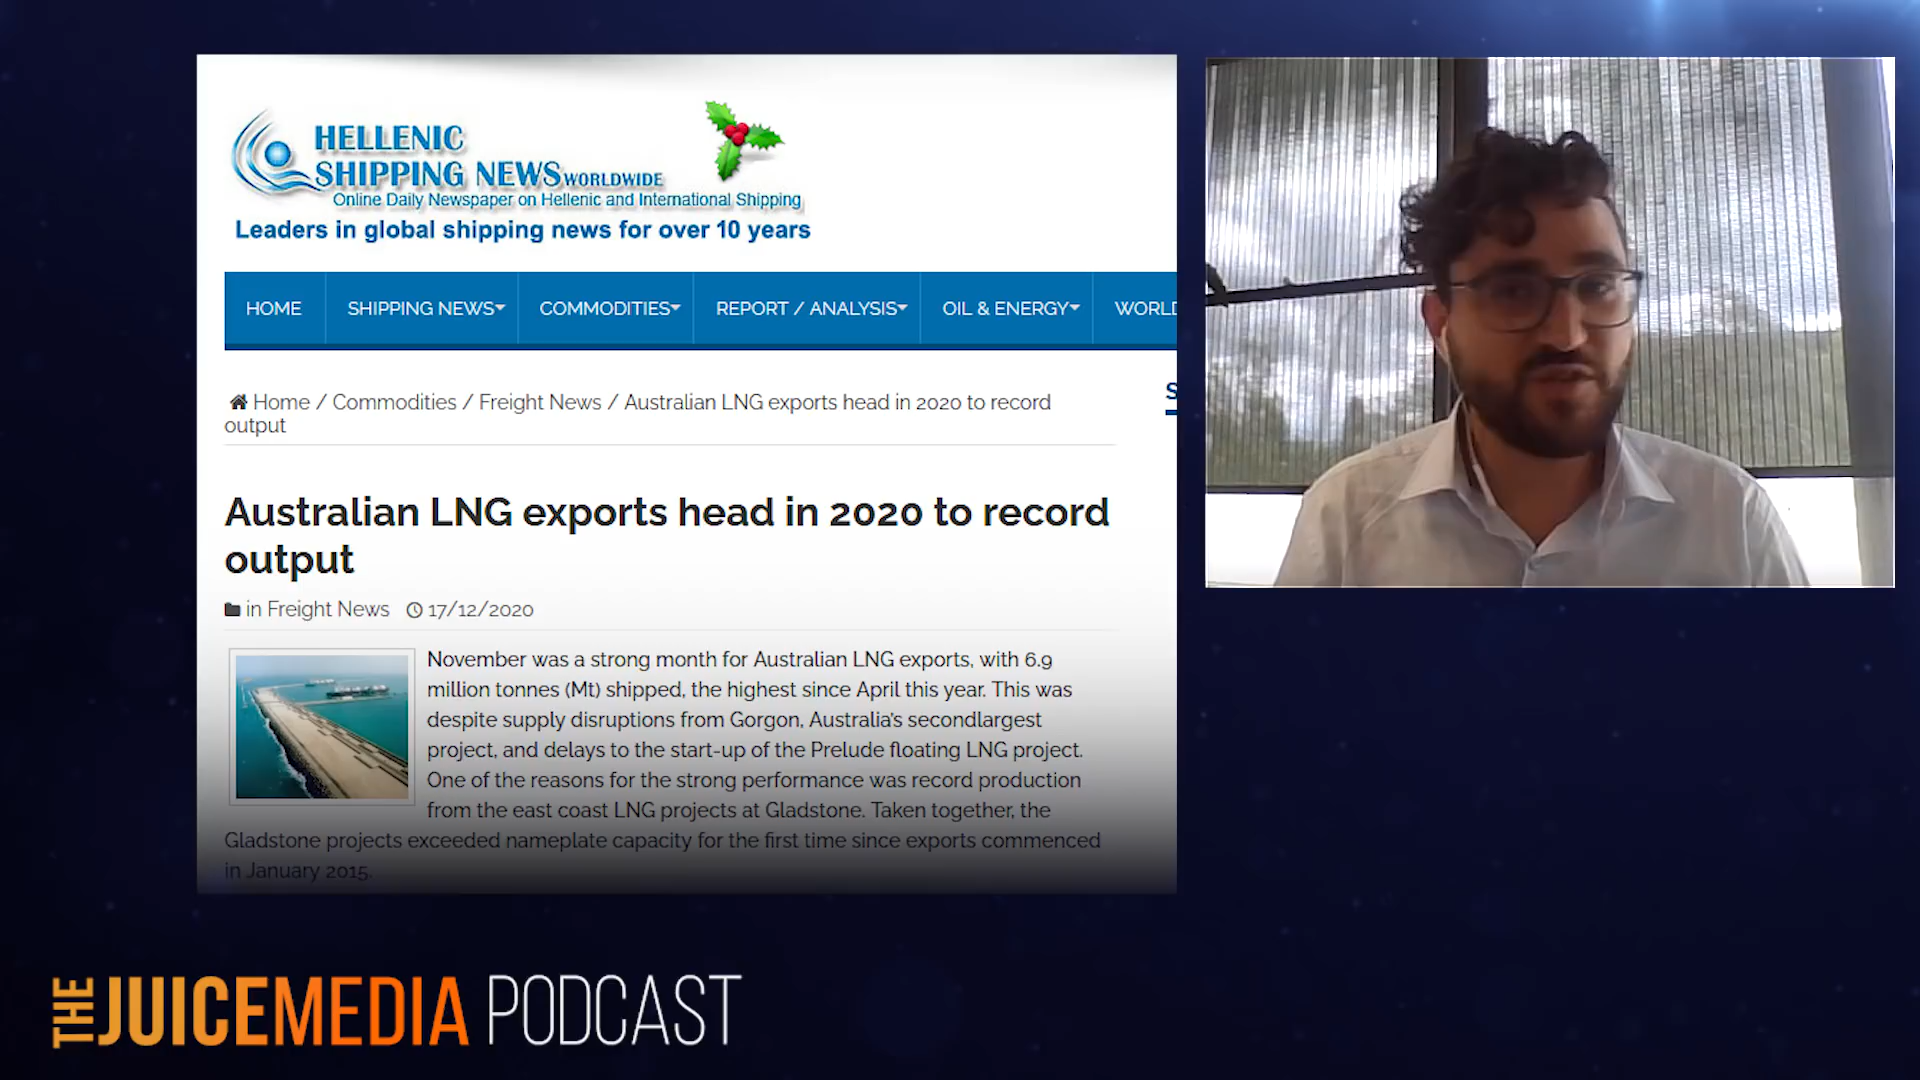 HELLENIC
SHIPPING NEWS WORLDWIDE
Online Daily Newspaper on Hellenic and International Shipping
Leaders in global shipping news for over 10 years
HOME SHIPPING NEWS COMMODITIES REPORT / ANALYSIS OIL & ENERGY WORLD
S
Home / Commodities / Freight News / Australian LNG exports head in 2020 to record
output
Australian LNG exports head in 2020 to record
output
in Freight News 17/12/2020
November was a strong month for Australian LNG exports, with 6.9
million tonnes (Mt) shipped, the highest since April this year. This was
despite supply disruptions from Gorgon, Australia's secondlargest
project, and delays to the start-up of the Prelude floating LNG project.
One of the reasons for the strong performance was record production
from the east coast LNG projects at Gladstone. Taken together, the
Gladstone projects exceeded nameplate capacity for the first time since exports commenced
in January 2015.
THE JUICEMEDIA PODCAST